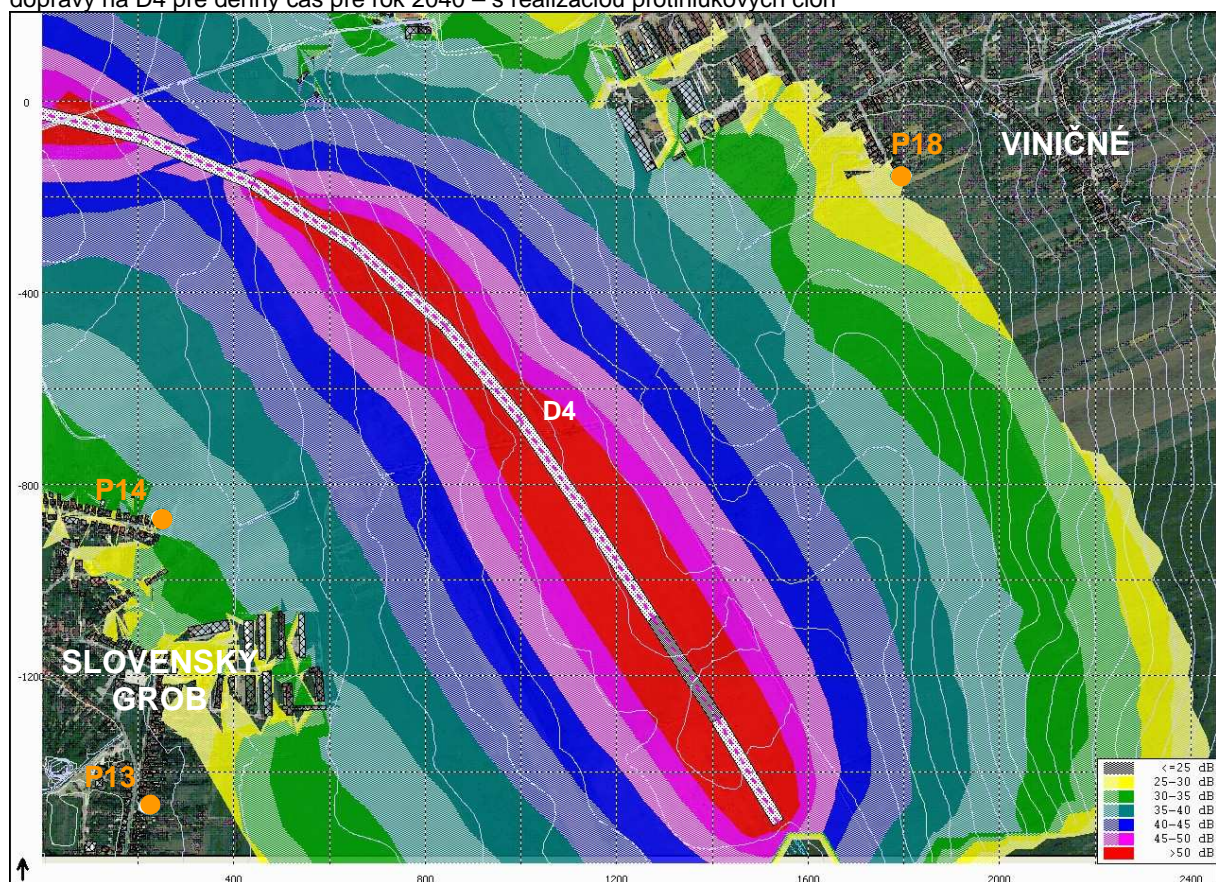 dopravy na D4 pre denný čas pre rok 2040 – s realizáciou protihlukových clôn
0
P18
VINIČNÉ
-400
D4
-800
P14
SLOVENSKÝ
GROB
-1200
P13
<=25 dB
25-30 dB
30-35 dB
35-40 dB
40-45 dB
45-50 dB
>50 dB
400
800
1200
1600
2000
2400